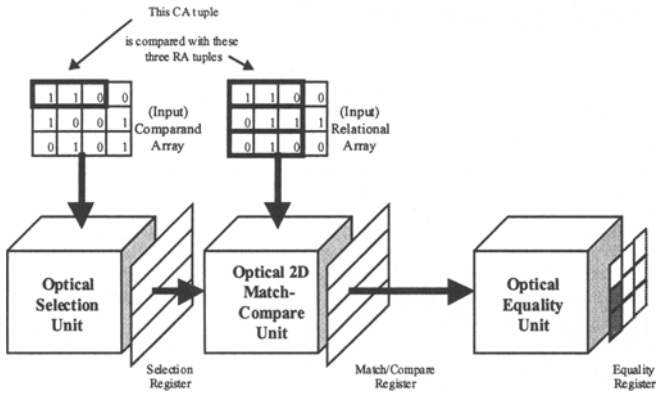 This CA tuple
is compared with these
three RA tuples
1 1 0 0
1 0 0 1
0 1 0 1
(Input)
Comparand
Array
1 1 0 0
0 1 1 1
0 1 0 0
(Input)
Relational
Array
Optical
Selection
Unit
Optical 2D
Match-
Compare
Unit
Optical
Equality
Unit
Selection
Register
Match/Compare
Register
Equality
Register